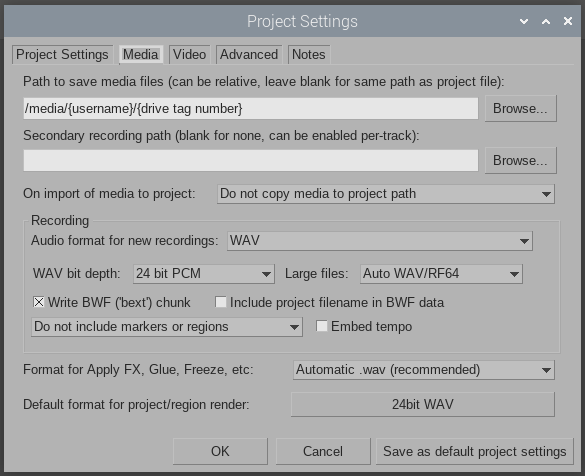 Project Settings
Project Settings Media Video Advanced Notes
Path to save media files (can be relative, leave blank for same path as project file):
/media/{username}/{drive tag number} Browse...
Secondary recording path (blank for none, can be enabled per-track):
Browse...
On import of media to project: Do not copy media to project path
Recording
Audio format for new recordings: WAV
WAV bit depth: 24 bit PCM Large files: Auto WAV/RF64
Write BWF ('bext') chunk Include project filename in BWF data
Do not include markers or regions Embed tempo
Format for Apply FX, Glue, Freeze, etc: Automatic .wav (recommended)
Default format for project/region render: 24bit WAV
OK Cancel Save as default project settings